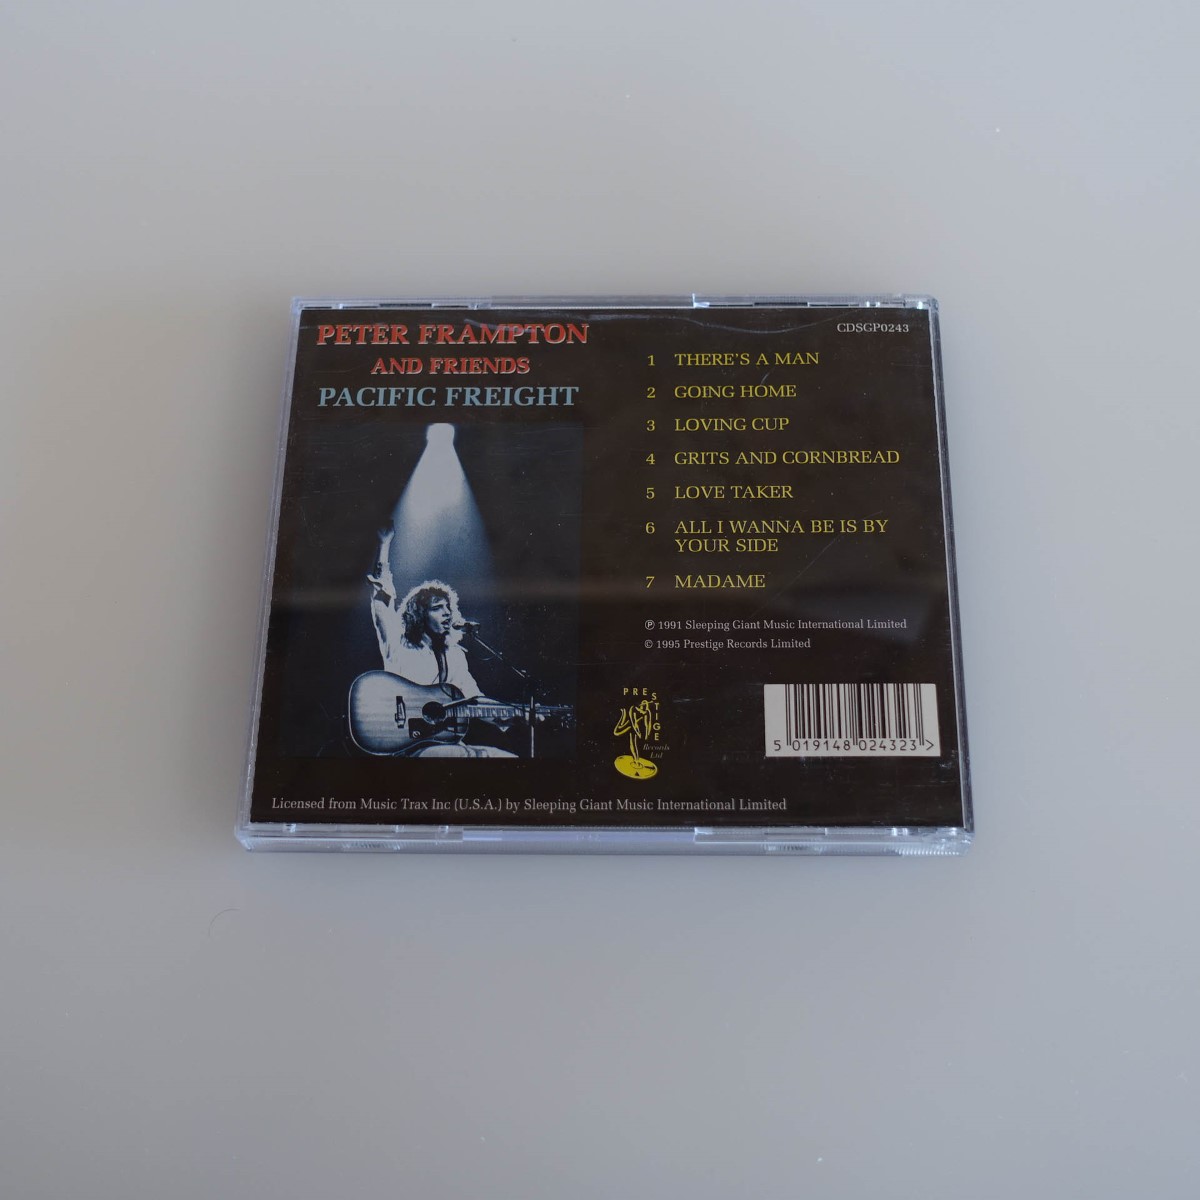 PETER FRAMPTON
AND FRIENDS
PACIFIC FREIGHT
CDSGP0243
1 THERE'S A MAN
2 GOING HOME
3 LOVING CUP
4 GRITS AND CORNBREAD
5 LOVE TAKER
6 ALL I WANNA BE IS BY
YOUR SIDE
7 MADAME
℗ 1991 Sleeping Giant Music International Limited
© 1995 Prestige Records Limited
PRESTIGE
Records
Ltd
5 019148 024323 >
Licensed from Music Trax Inc (U.S.A.) by Sleeping Giant Music International Limited